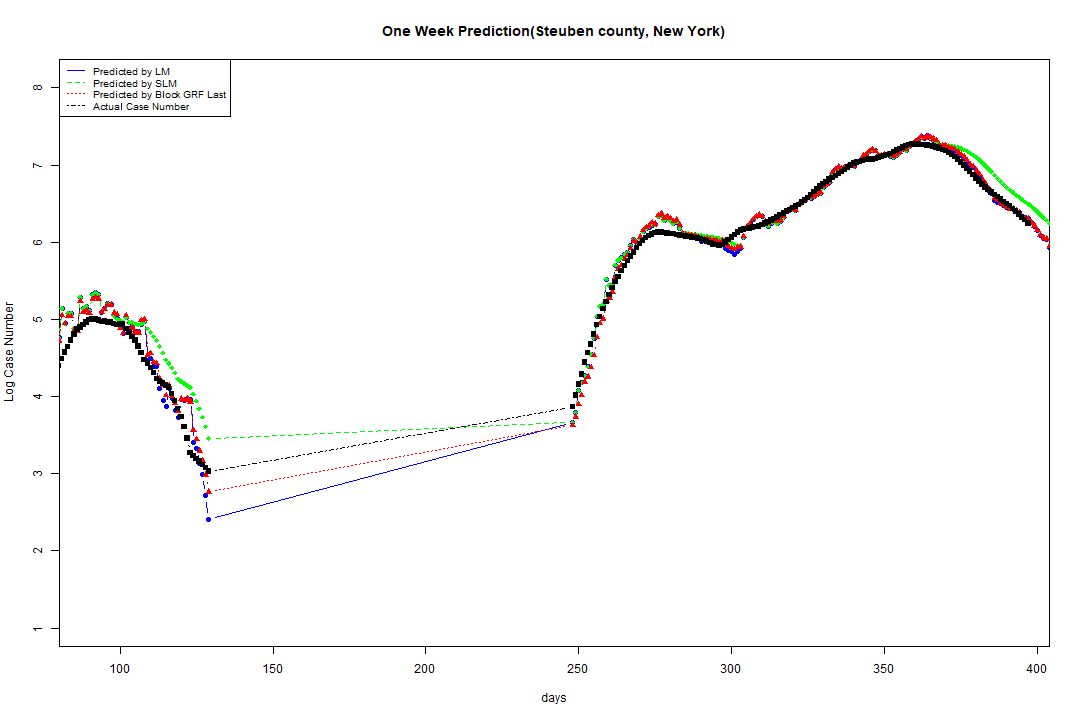 One Week Prediction(Steuben county, New York)
Predicted by LM
Predicted by SLM
Predicted by Block GRF Last
Actual Case Number
8
7
6
5
4
3
2
1
Log Case Number
100 150 200 250 300 350 400
days